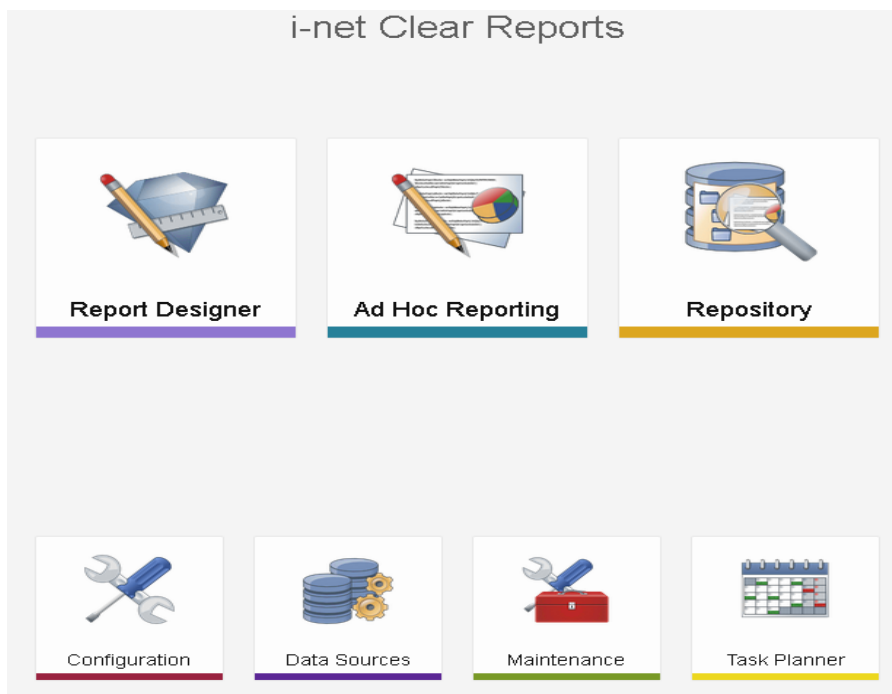 i-net Clear Reports
Report Designer
Ad Hoc Reporting
Repository
Configuration
Data Sources
Maintenance
Task Planner